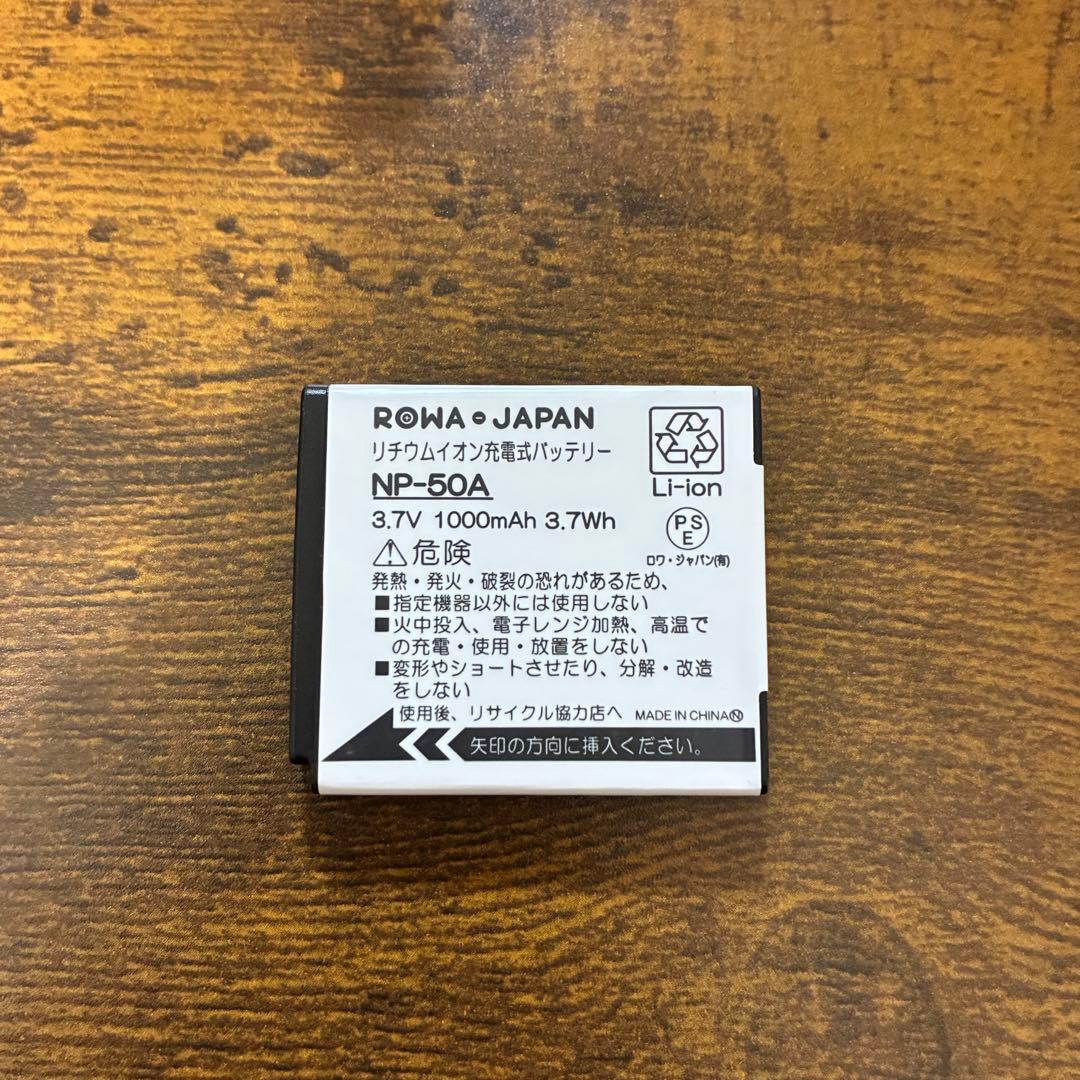 ROWA・JAPAN
リチウムイオン充電式バッテリー
NP-50A
3.7V 1000mAh 3.7Wh
Li-ion
PSE
ロワ・ジャパン(有)
危険
発熱・発火・破裂の恐れがあるため、
■指定機器以外には使用しない
■火中投入、電子レンジ加熱、高温で
の充電・使用・放置をしない
■変形やショートさせたり、分解・改造
をしない
使用後、リサイクル協力店へ MADE IN CHINA Ⓝ
矢印の方向に挿入ください。